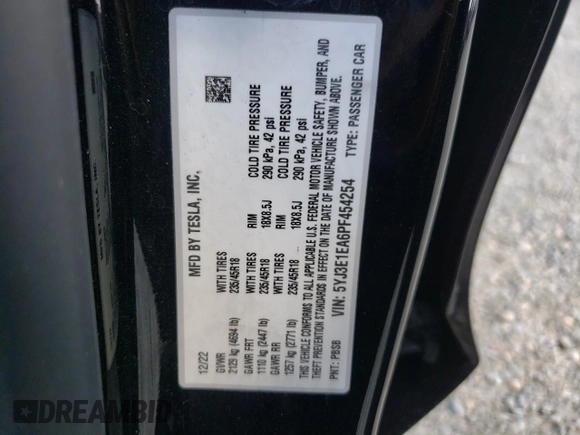 MFD BY TESLA, INC.
12/22
GVWR
2129 kg (4694 lb)
WITH TIRES
235/45R18
RIM
18X8.5J
COLD TIRE PRESSURE
290 kPa, 42 psi
GAWR FRT
1110 kg (2447 lb)
WITH TIRES
235/45R18
RIM
18X8.5J
COLD TIRE PRESSURE
290 kPa, 42 psi
GAWR RR
1257 kg (2771 lb)
THIS VEHICLE CONFORMS TO ALL APPLICABLE U.S. FEDERAL MOTOR VEHICLE SAFETY, BUMPER, AND
THEFT PREVENTION STANDARDS IN EFFECT ON THE DATE OF MANUFACTURE SHOWN ABOVE.
PNT: PBSB
VIN: 5YJ3E1EA6PF454254
TYPE: PASSENGER CAR
DREAMBID